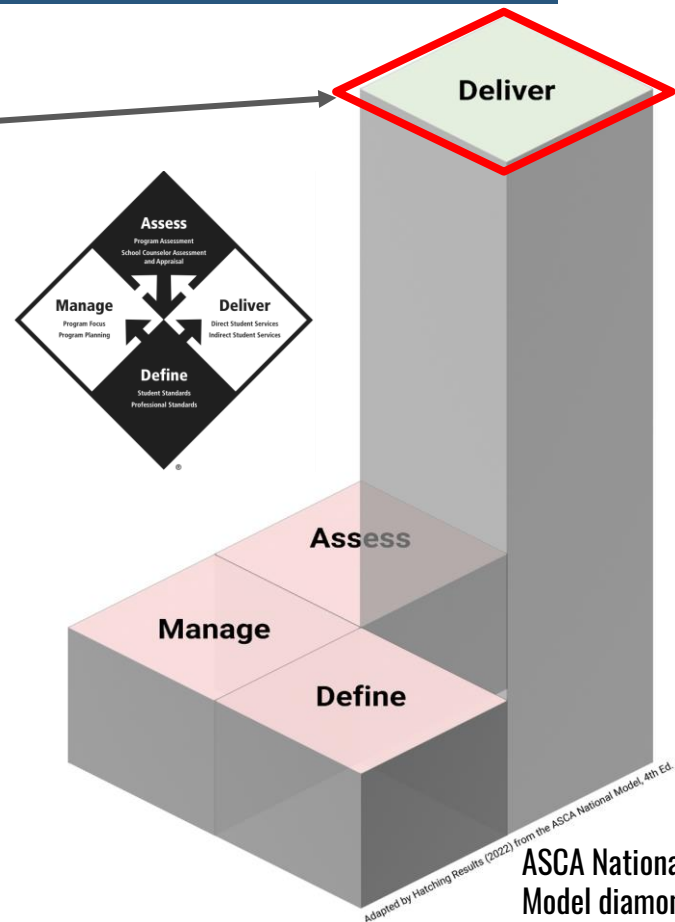 Deliver
Assess
Program Assessment
School Counselor Assessment
and Appraisal
Manage
Program Focus
Program Planning
Deliver
Direct Student Services
Indirect Student Services
Define
Student Standards
Professional Standards
®
Assess
Manage
Define
Adapted by Hatching Results (2022) from the ASCA National Model, 4th Ed.
ASCA Nationa
Model diamon